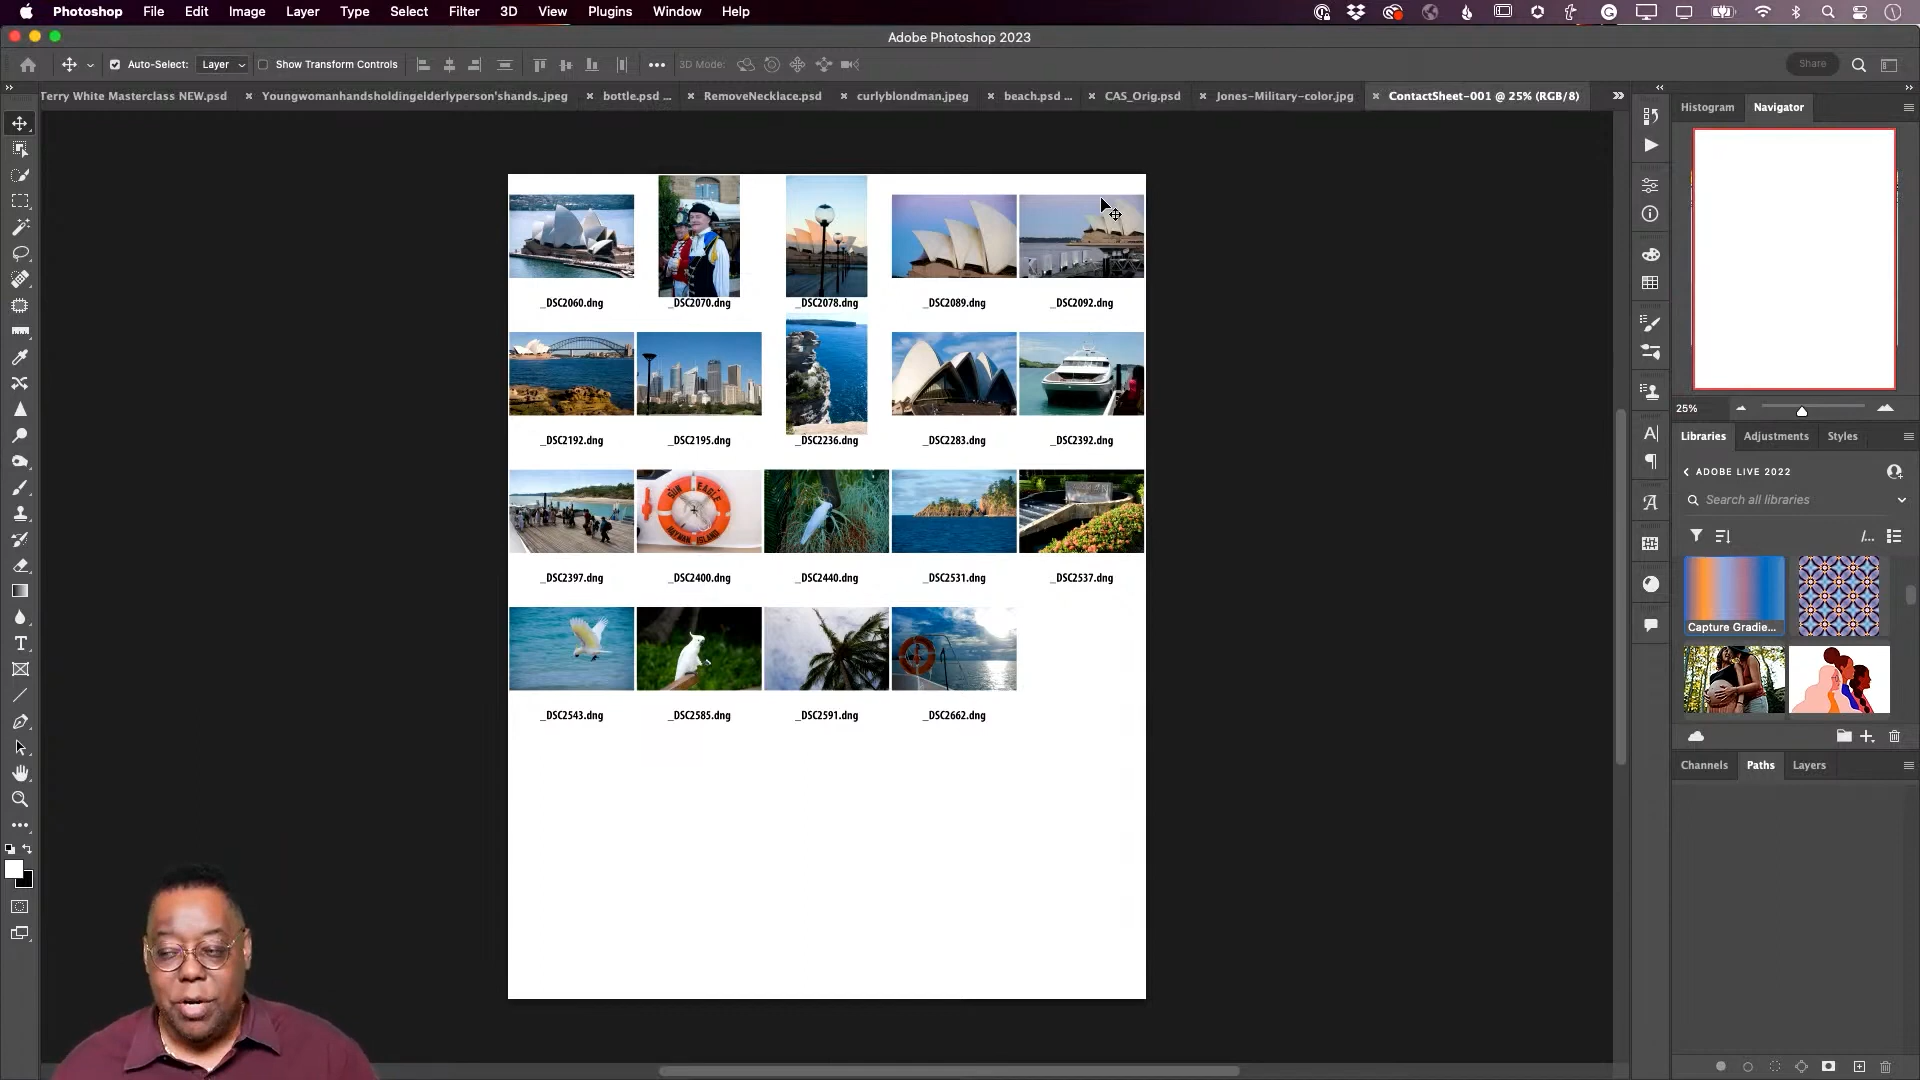 Photoshop File Edit Image Layer Type Select Filter 3D View Plugins Window Help
Adobe Photoshop 2023
Auto-Select: Layer Show Transform Controls 3D Mode: Share
Terry White Masterclass NEW.psd Youngwomanhandsholdingelderlyperson'shands..jpeg bottle.psd ... RemoveNecklace.psd curlyblondman.jpeg beach.psd ... CAS_Orig.psd Jones-Military-color.jpg ContactSheet-001 @ 25% (RGB/8)
Histogram Navigator
_DSC2060.dng _DSC2070.dng _DSC2078.dng _DSC2089.dng _DSC2092.dng
_DSC2192.dng _DSC2195.dng _DSC2236.dng _DSC2283.dng _DSC2392.dng
SUN EAGLE
HAYMAN ISLAND
_DSC2397.dng _DSC2400.dng _DSC2440.dng _DSC2531.dng _DSC2537.dng
_DSC2543.dng _DSC2585.dng _DSC2591.dng _DSC2662.dng
25%
Libraries Adjustments Styles
ADOBE LIVE 2022
Search all libraries
/...
Capture Gradie...
Channels Paths Layers